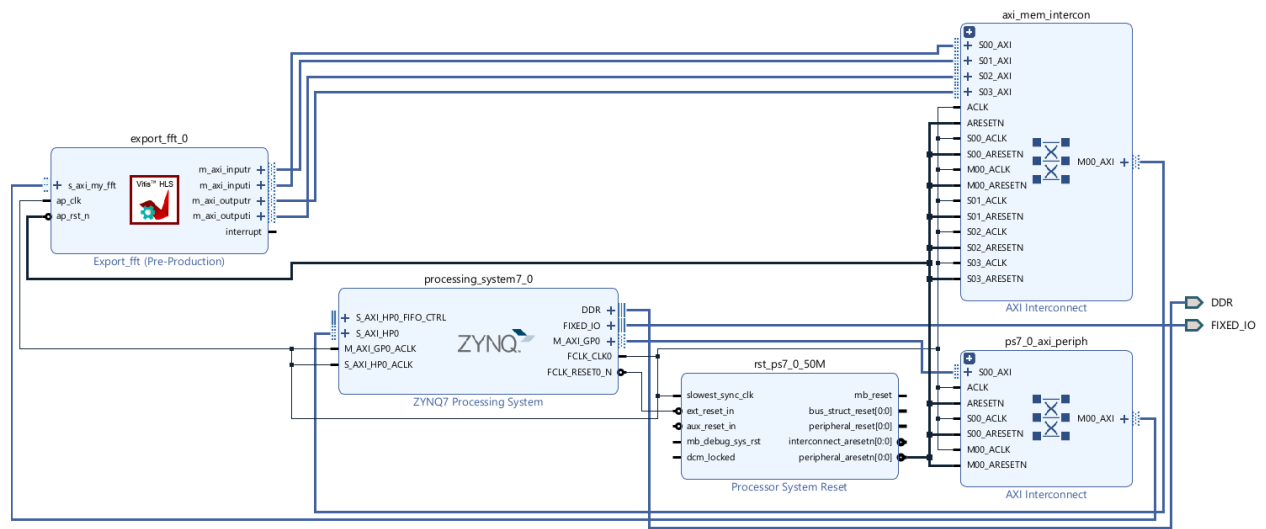 axi_mem_intercon
S00_AXI
S01_AXI
S02_AXI
S03_AXI
ACLK
ARESETN
S00_ACLK
S00_ARESETN
M00_ACLK
M00_ARESETN
S01_ACLK
S01_ARESETN
S02_ACLK
S02_ARESETN
S03_ACLK
S03_ARESETN
M00_AXI
AXI Interconnect
export_fft_0
s_axi_my_fft
ap_clk
ap_rst_n
Vitis™ HLS
m_axi_inputr
m_axi_inputi
m_axi_outputr
m_axi_outputi
interrupt
Export_fft (Pre-Production)
processing_system7_0
S_AXI_HP0_FIFO_CTRL
S_AXI_HP0
M_AXI_GP0_ACLK
S_AXI_HP0_ACLK
ZYNQ
DDR
FIXED_IO
M_AXI_GP0
FCLK_CLK0
FCLK_RESET0_N
ZYNQ7 Processing System
rst_ps7_0_50M
slowest_sync_clk
ext_reset_in
aux_reset_in
mb_debug_sys_rst
dcm_locked
mb_reset
bus_struct_reset[0:0]
peripheral_reset[0:0]
interconnect_aresetn[0:0]
peripheral_aresetn[0:0]
Processor System Reset
ps7_0_axi_periph
S00_AXI
ACLK
ARESETN
S00_ACLK
S00_ARESETN
M00_ACLK
M00_ARESETN
M00_AXI
AXI Interconnect
DDR
FIXED_IO